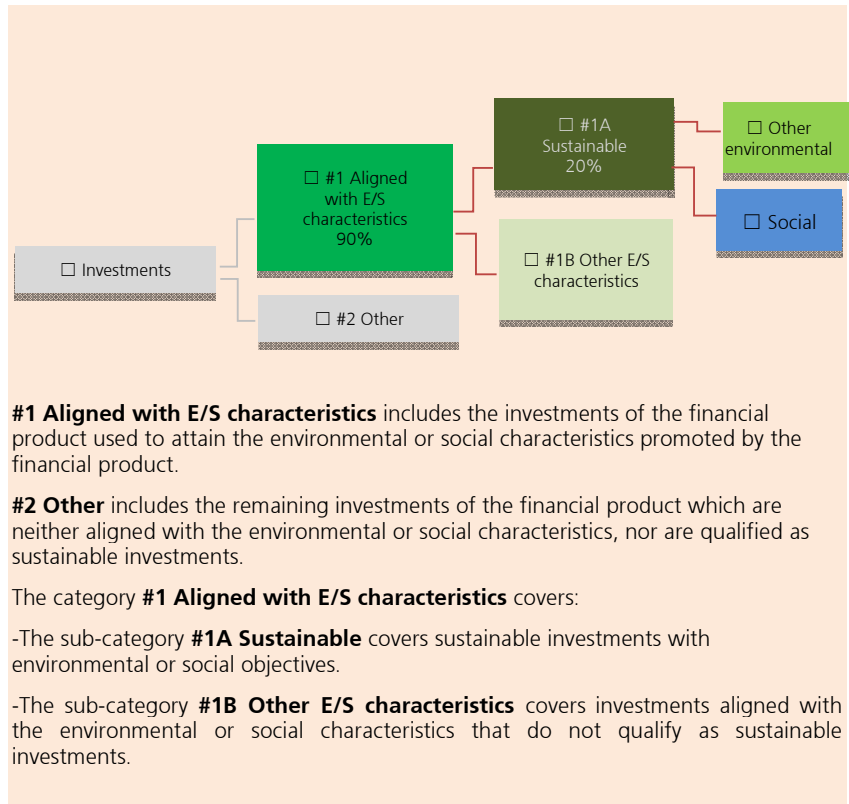 ☐ #1A
Sustainable
20%
☐ Other
environmental
☐ #1 Aligned
with E/S
characteristics
90%
☐ Social
☐ #1B Other E/S
characteristics
☐ Investments
☐ #2 Other
#1 Aligned with E/S characteristics includes the investments of the financial
product used to attain the environmental or social characteristics promoted by the
financial product.
#2 Other includes the remaining investments of the financial product which are
neither aligned with the environmental or social characteristics, nor are qualified as
sustainable investments.
The category #1 Aligned with E/S characteristics covers:
-The sub-category #1A Sustainable covers sustainable investments with
environmental or social objectives.
-The sub-category #1B Other E/S characteristics covers investments aligned with
the environmental or social characteristics that do not qualify as sustainable
investments.